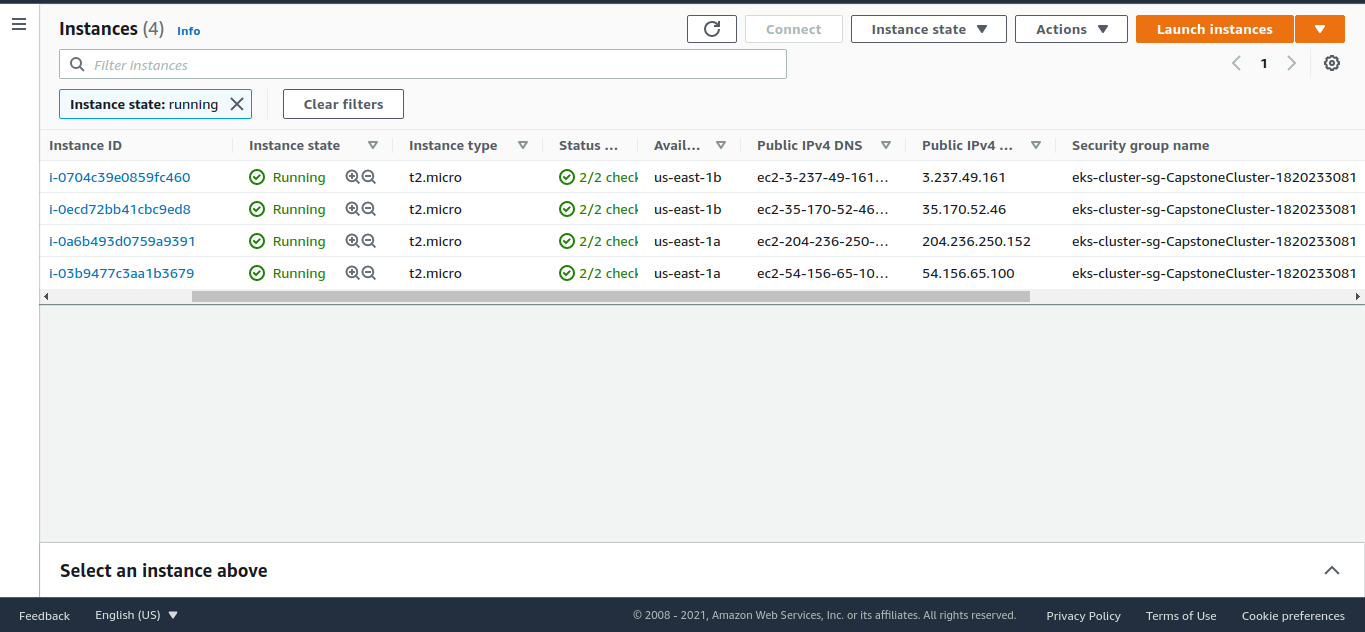 Instances (4) Info Connect Instance state Actions Launch instances
Filter instances 1
Instance state: running Clear filters
Instance ID Instance state Instance type Status ... Avail... Public IPv4 DNS Public IPv4 ... Security group name
i-0704c39e0859fc460 Running t2.micro 2/2 check us-east-1b ec2-3-237-49-161... 3.237.49.161 eks-cluster-sg-CapstoneCluster-1820233081
i-0ecd72bb41cbc9ed8 Running t2.micro 2/2 check us-east-1b ec2-35-170-52-46... 35.170.52.46 eks-cluster-sg-CapstoneCluster-1820233081
i-0a6b493d0759a9391 Running t2.micro 2/2 check us-east-1a ec2-204-236-250-... 204.236.250.152 eks-cluster-sg-CapstoneCluster-1820233081
i-03b9477c3aa1b3679 Running t2.micro 2/2 check us-east-1a ec2-54-156-65-10... 54.156.65.100 eks-cluster-sg-CapstoneCluster-1820233081
Select an instance above
Feedback English (US) © 2008 - 2021, Amazon Web Services, Inc. or its affiliates. All rights reserved. Privacy Policy Terms of Use Cookie preferences